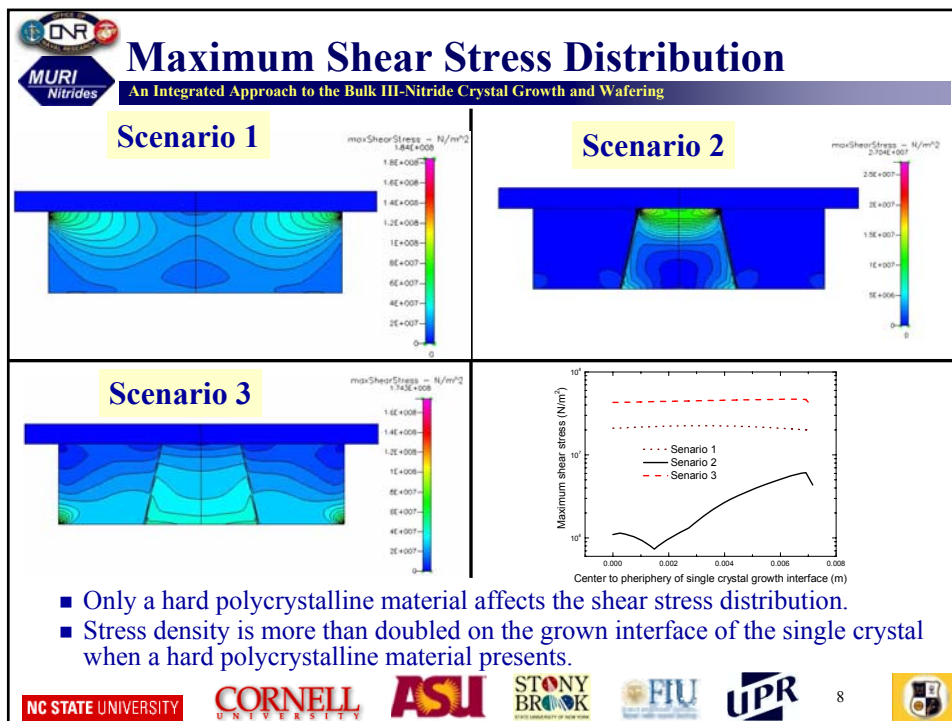 Maximum Shear Stress Distribution
MURI
Nitrides
An Integrated Approach to the Bulk III-Nitride Crystal Growth and Wafering
Scenario 1
maxShearStress - N/m^2
1.84E+008
1.8E+008
1.6E+008
1.4E+008
1.2E+008
1E+008
8E+007
6E+007
4E+007
2E+007
0
0
Scenario 2
maxShearStress - N/m^2
2.704E+007
2.5E+007
2E+007
1.5E+007
1E+007
5E+006
0
0
Scenario 3
maxShearStress - N/m^2
1.743E+008
1.6E+008
1.4E+008
1.2E+008
1E+008
8E+007
6E+007
4E+007
2E+007
0
Maximum shear stress (N/m²)
10⁷
Senario 1
Senario 2
Senario 3
0.000 0.002 0.004 0.006 0.008
Center to pheriphery of single crystal growth interface (m)
■ Only a hard polycrystalline material affects the shear stress distribution.
■ Stress density is more than doubled on the grown interface of the single crystal
when a hard polycrystalline material presents.
NC STATE UNIVERSITY
CORNELL
UNIVERSITY
ASU
STONY
BROOK
STATE UNIVERSITY OF NEW YORK
FIU
UPR
8